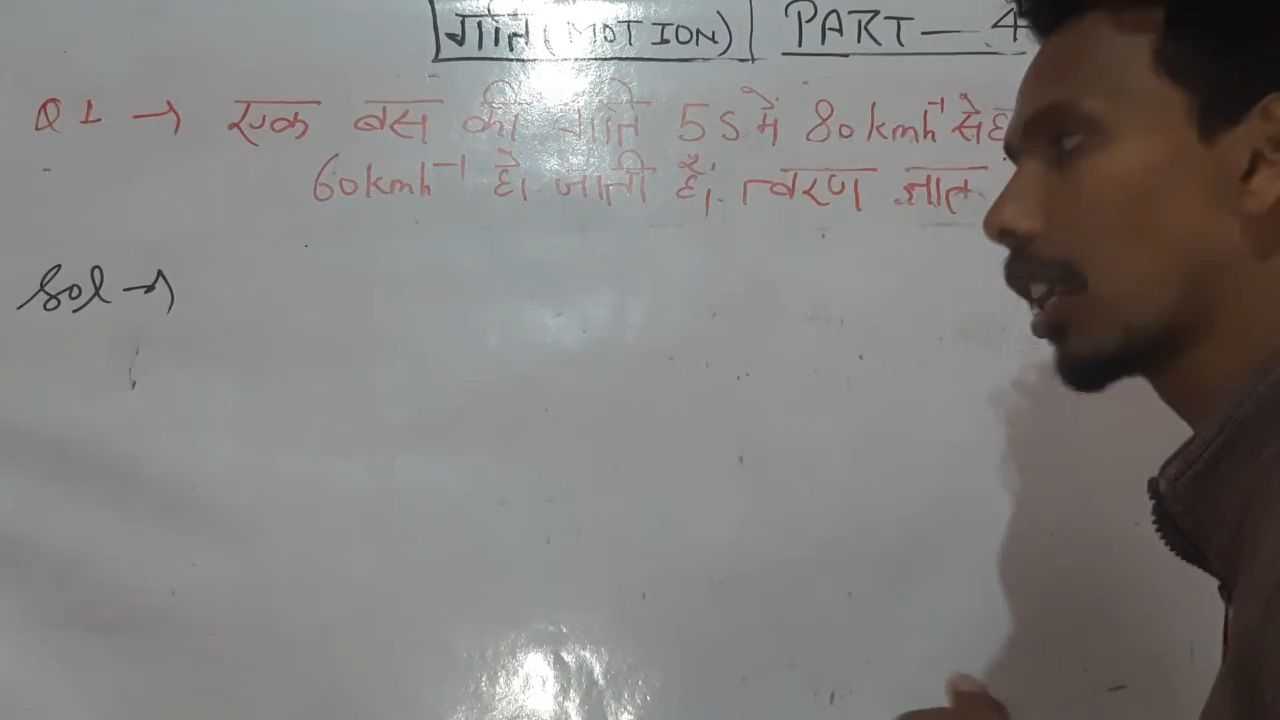 गति (MOTION) PART - 4
Q1 → एक बस की गति 5S में 80kmh⁻¹ से
60kmh⁻¹ हो जाती है। त्वरण ज्ञात
Sol →